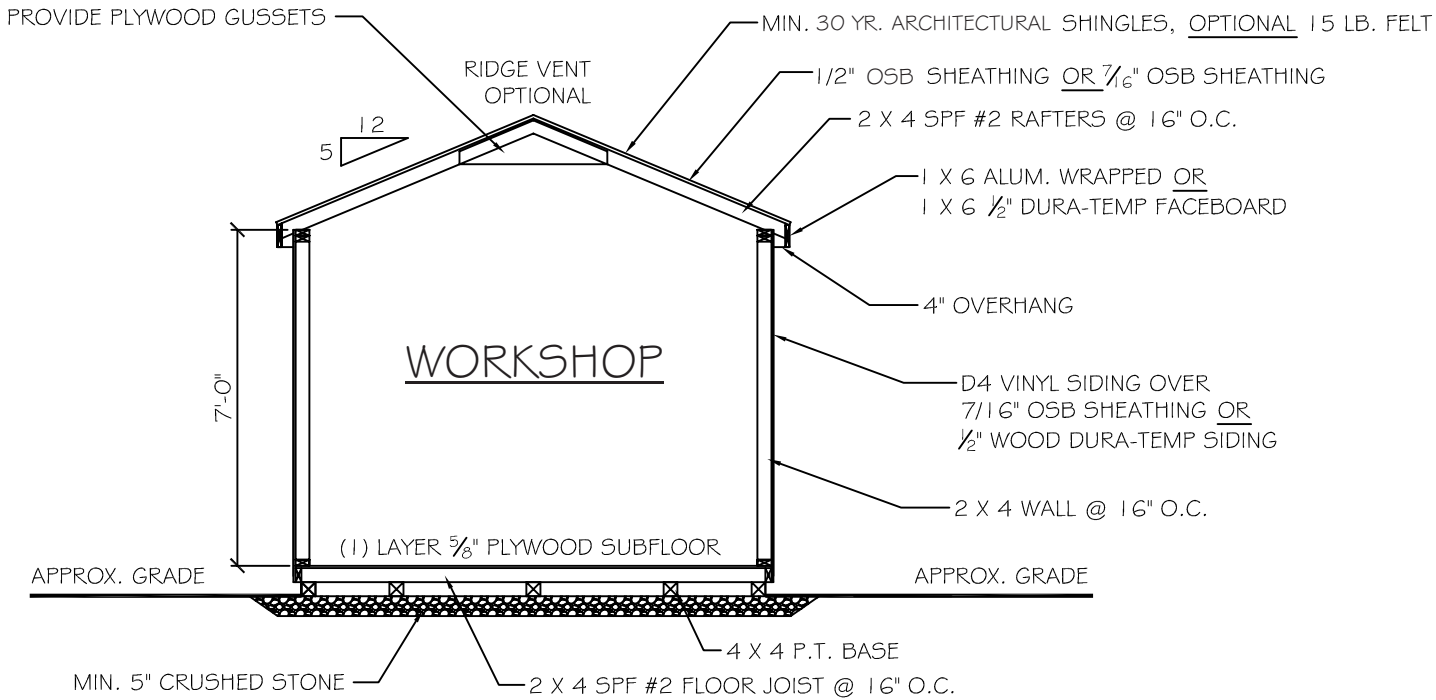 PROVIDE PLYWOOD GUSSETS
MIN. 30 YR. ARCHITECTURAL SHINGLES, OPTIONAL 15 LB. FELT
RIDGE VENT
OPTIONAL
1/2" OSB SHEATHING OR 7/16" OSB SHEATHING
12
5
2 X 4 SPF #2 RAFTERS @ 16" O.C.
1 X 6 ALUM. WRAPPED OR
1 X 6 1/2" DURA-TEMP FACEBOARD
4" OVERHANG
WORKSHOP
7'-0"
D4 VINYL SIDING OVER
7/16" OSB SHEATHING OR
1/2" WOOD DURA-TEMP SIDING
2 X 4 WALL @ 16" O.C.
(1) LAYER 5/8" PLYWOOD SUBFLOOR
APPROX. GRADE
APPROX. GRADE
4 X 4 P.T. BASE
MIN. 5" CRUSHED STONE
2 X 4 SPF #2 FLOOR JOIST @ 16" O.C.